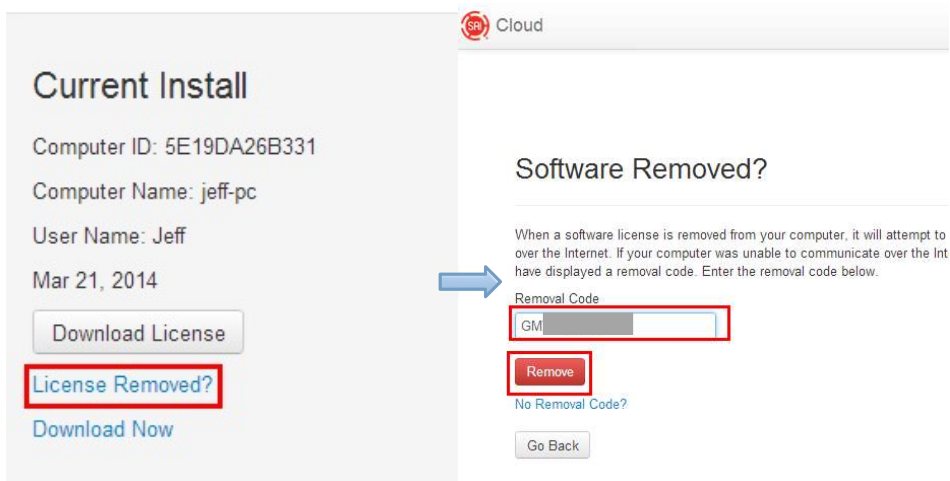 Current Install
Computer ID: 5E19DA26B331
Computer Name: jeff-pc
User Name: Jeff
Mar 21, 2014
Download License
License Removed?
Download Now
SAi Cloud
Software Removed?
When a software license is removed from your computer, it will attempt to
over the Internet. If your computer was unable to communicate over the Int
have displayed a removal code. Enter the removal code below.
Removal Code
GM
Remove
No Removal Code?
Go Back